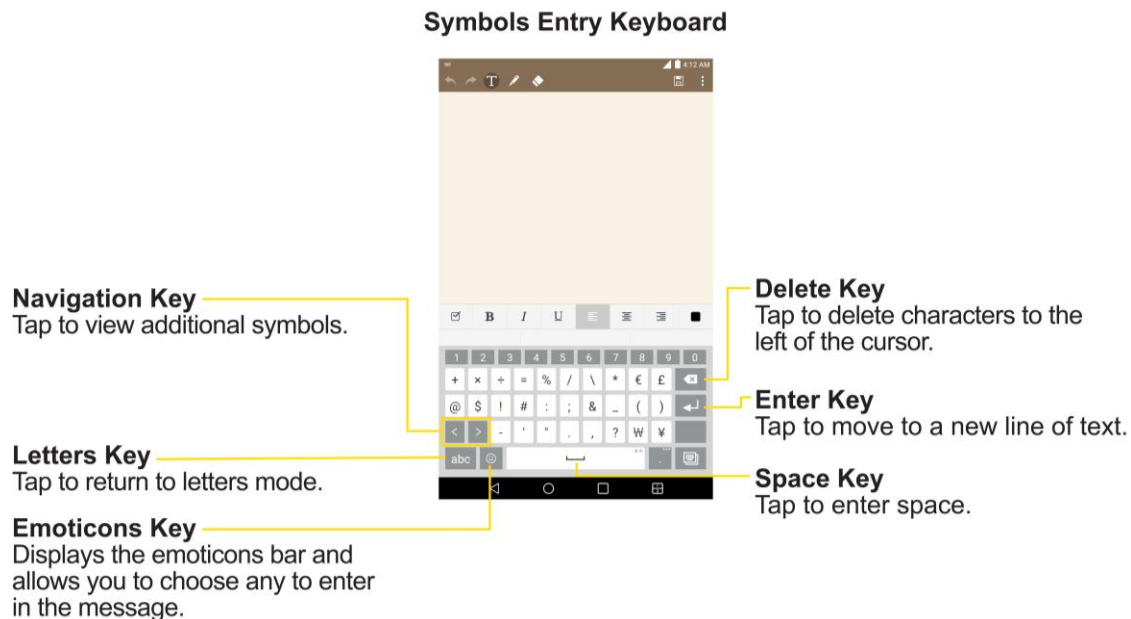 Symbols Entry Keyboard
4:12 AM
T
Navigation Key
Tap to view additional symbols.
Delete Key
Tap to delete characters to the
left of the cursor.
B I U
1 2 3 4 5 6 7 8 9 0
+ × ÷ = % / \ * € £
@ $ ! # : ; & _ ( )
< > - ' " . , ? ₩ ¥
abc .
Enter Key
Tap to move to a new line of text.
Letters Key
Tap to return to letters mode.
Space Key
Tap to enter space.
Emoticons Key
Displays the emoticons bar and
allows you to choose any to enter
in the message.